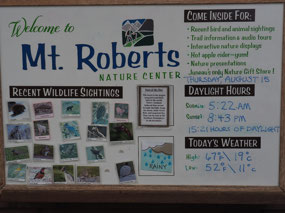 Welcome to
Mt. Roberts
NATURE CENTER
RECENT WILDLIFE SIGHTINGS
COME INSIDE FOR:
• Recent bird and animal sightings
• Trail information & audio tours
• Interactive nature displays
• Hot apple cider--yum!
• Nature presentations
Juneau's only Nature Gift Store!
THURSDAY, AUGUST 18
DAYLIGHT HOURS
Sunrise: 5:22 AM
Sunset: 8:43 PM
15:21 HOURS OF DAYLIGHT
TODAY'S WEATHER
High: 67°\19°C
Low: 52°\11°C
RAINY